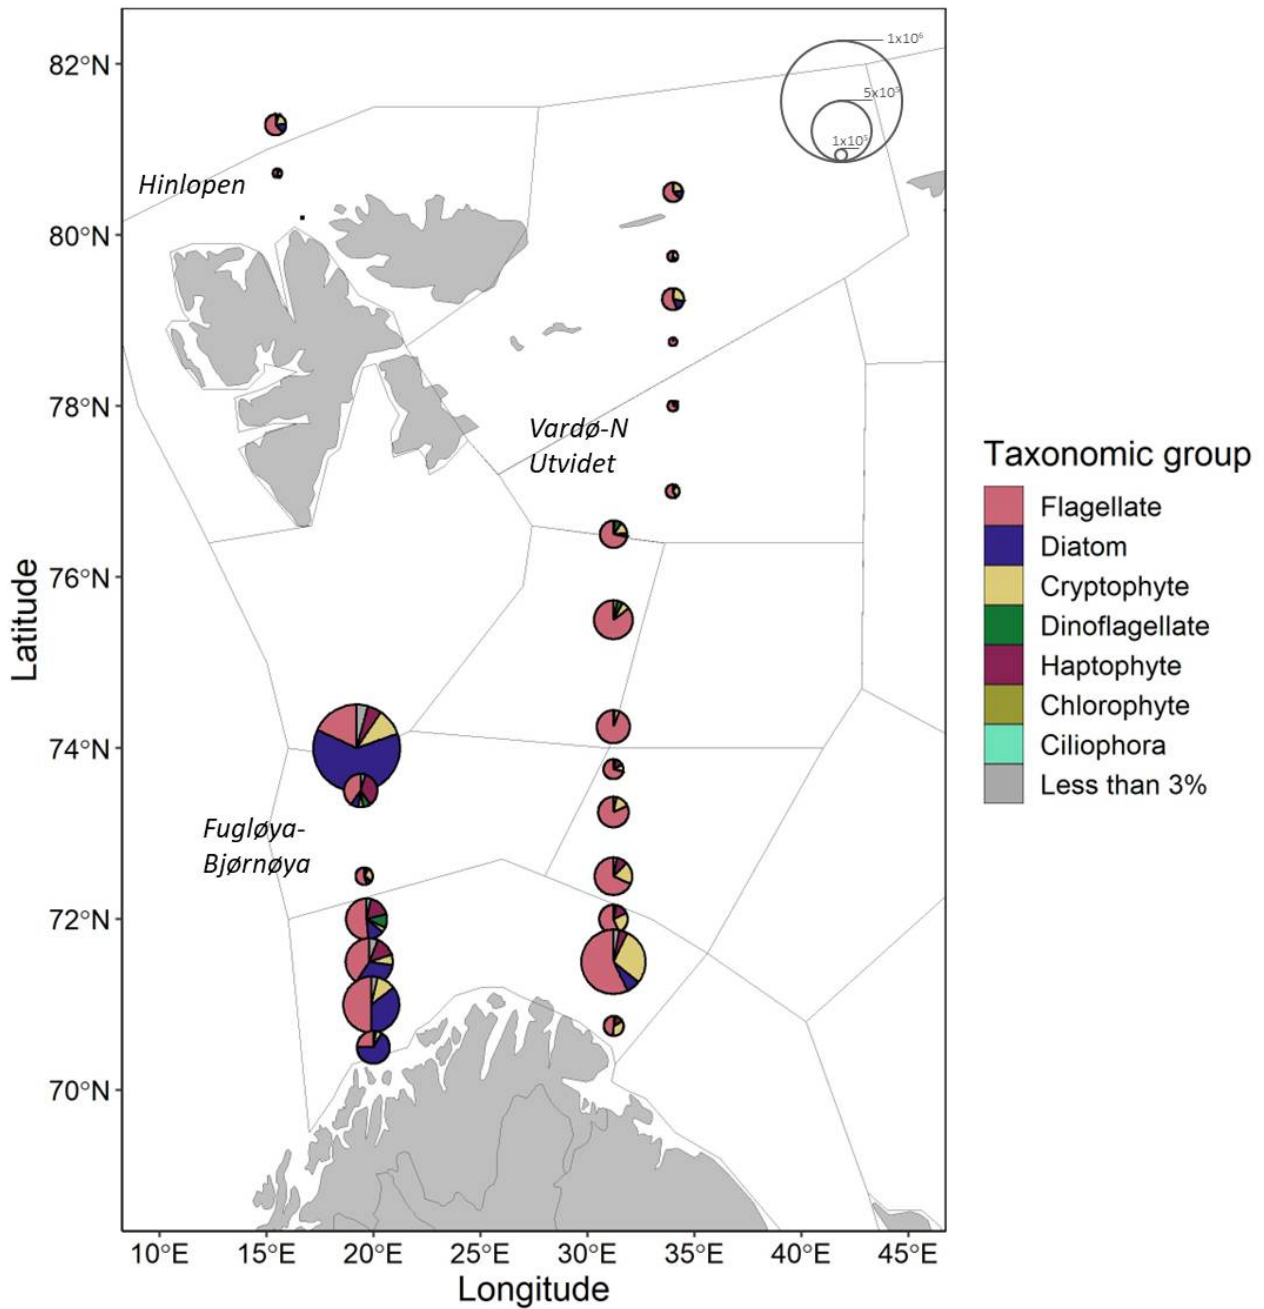 82°N
80°N
78°N
76°N
74°N
72°N
70°N
Latitude
1x10⁶
5x10⁵
1x10⁵
Hinlopen
Vardø-N
Utvidet
Fugløya-
Bjørnøya
10°E 15°E 20°E 25°E 30°E 35°E 40°E 45°E
Longitude
Taxonomic group
Flagellate
Diatom
Cryptophyte
Dinoflagellate
Haptophyte
Chlorophyte
Ciliophora
Less than 3%